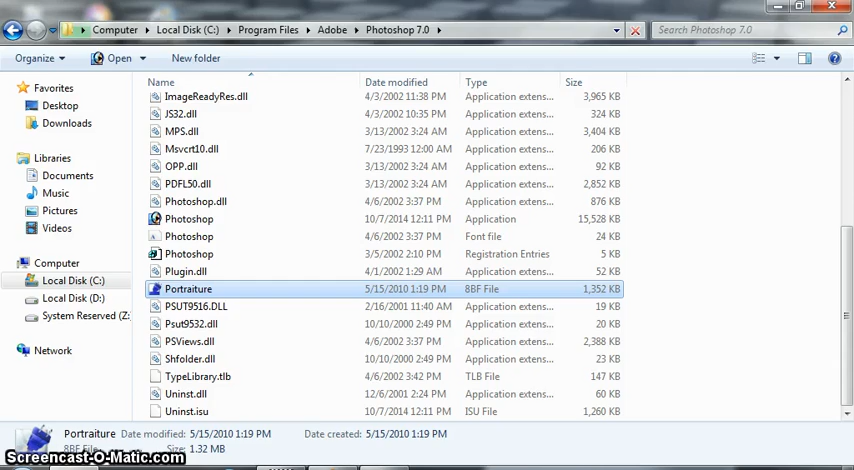 Computer ▸ Local Disk (C:) ▸ Program Files ▸ Adobe ▸ Photoshop 7.0 ▸ Search Photoshop 7.0
Organize Open New folder
Favorites
Desktop
Downloads
Libraries
Documents
Music
Pictures
Videos
Computer
Local Disk (C:)
Local Disk (D:)
System Reserved (Z:
Network
Name Date modified Type Size
ImageReadyRes.dll 4/3/2002 11:38 PM Application extens... 3,965 KB
JS32.dll 4/3/2002 10:35 PM Application extens... 324 KB
MPS.dll 3/13/2002 3:24 AM Application extens... 3,404 KB
Msvcrt10.dll 7/23/1993 12:00 AM Application extens... 206 KB
OPP.dll 3/13/2002 3:24 AM Application extens... 92 KB
PDFL50.dll 3/13/2002 3:24 AM Application extens... 2,852 KB
Photoshop.dll 4/6/2002 3:37 PM Application extens... 876 KB
Photoshop 10/7/2014 12:11 PM Application 15,528 KB
Photoshop 4/6/2002 3:37 PM Font file 24 KB
Photoshop 3/5/2002 2:10 PM Registration Entries 5 KB
Plugin.dll 4/1/2002 1:29 AM Application extens... 52 KB
Portraiture 5/15/2010 1:19 PM 8BF File 1,352 KB
PSUT9516.DLL 2/16/2001 11:40 AM Application extens... 19 KB
Psut9532.dll 10/10/2000 2:49 PM Application extens... 20 KB
PSViews.dll 4/6/2002 3:37 PM Application extens... 2,388 KB
Shfolder.dll 10/10/2000 2:49 PM Application extens... 23 KB
TypeLibrary.tlb 4/6/2002 3:42 PM TLB File 147 KB
Uninst.dll 12/6/2001 2:24 PM Application extens... 60 KB
Uninst.isu 10/7/2014 12:11 PM ISU File 1,260 KB
Portraiture Date modified: 5/15/2010 1:19 PM Date created: 5/15/2010 1:19 PM
8BF File Size: 1.32 MB
Screencast-O-Matic.com